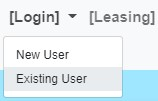 [Login] [Leasing]
New User
Existing User